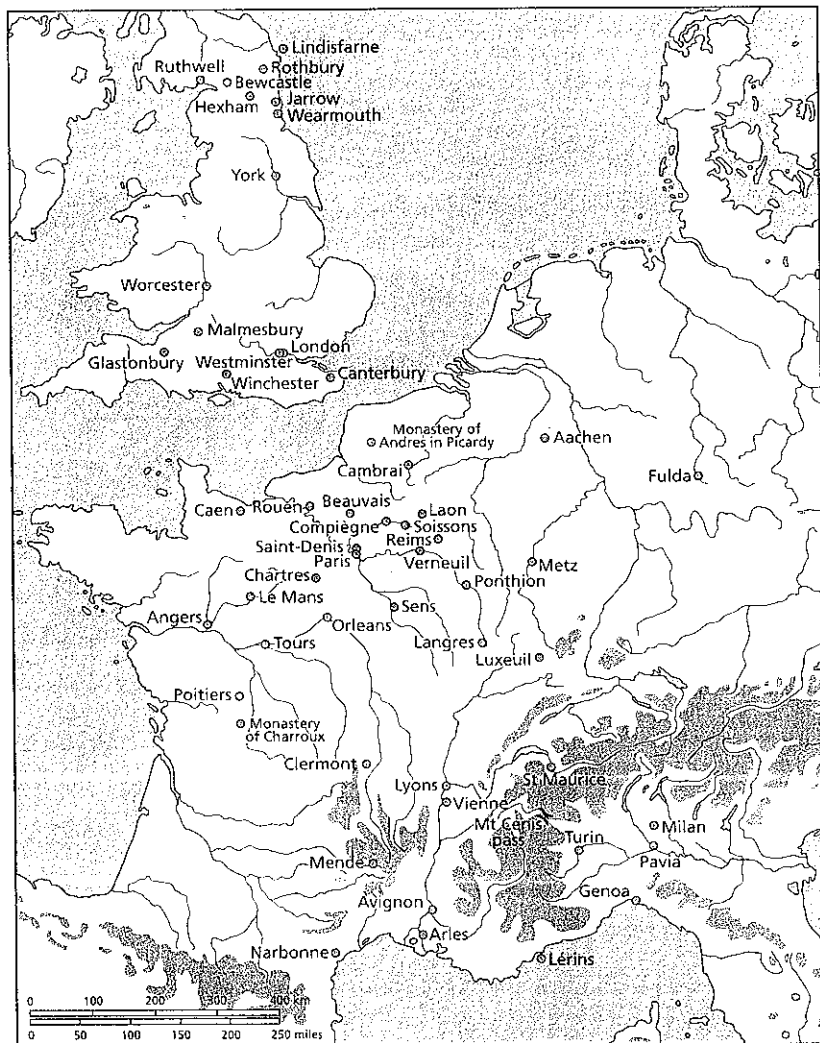 Lindisfarne
Ruthwell
Rothbury
Bewcastle
Hexham
Jarrow
Wearmouth
York
Worcester
Malmesbury
London
Glastonbury
Westminster
Winchester
Canterbury
Monastery of
Andres in Picardy
Aachen
Cambrai
Fulda
Caen
Rouen
Beauvais
Laon
Compiègne
Soissons
Reims
Saint-Denis
Paris
Verneuil
Metz
Chartres
Ponthion
Le Mans
Sens
Angers
Orleans
Tours
Langres
Luxeuil
Poitiers
Monastery
of Charroux
Clermont
Lyons
St Maurice
Vienne
Mt Cenis
pass
Turin
Milan
Pavia
Mende
Avignon
Genoa
Arles
Narbonne
Lérins
0 100 200 300 400 km
0 50 100 150 200 250 miles